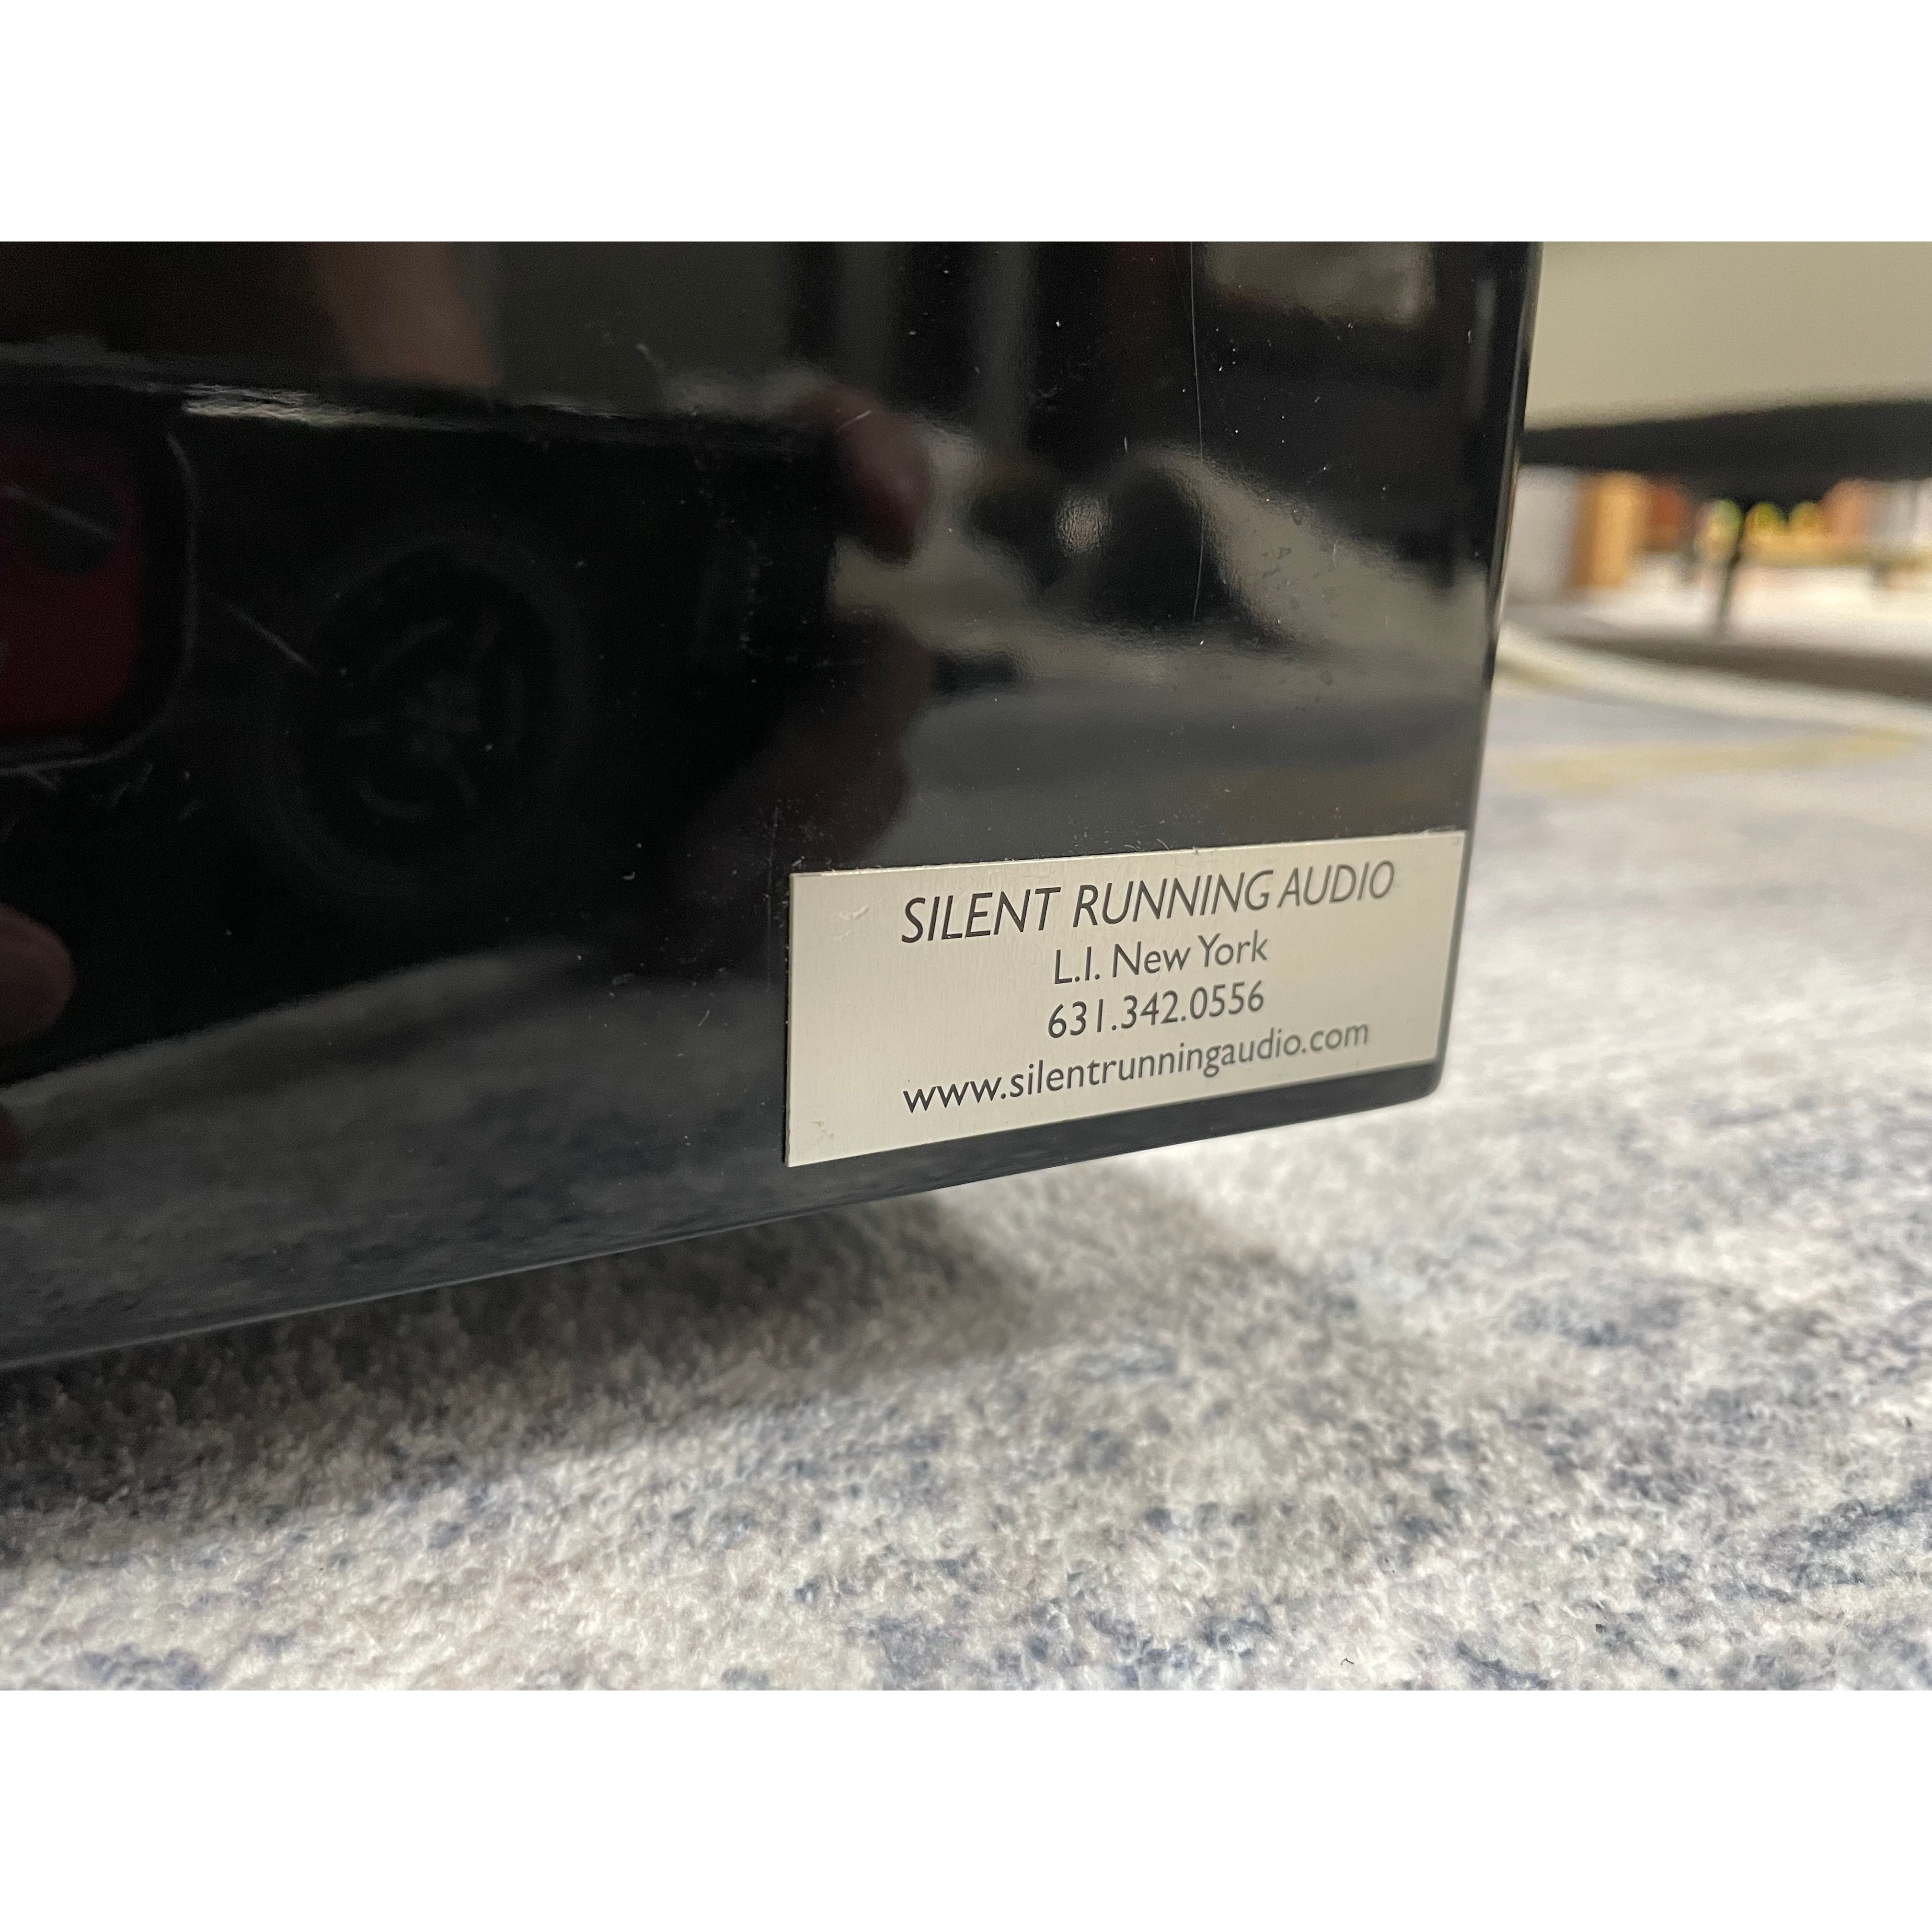 SILENT RUNNING AUDIO
L.I. New York
631.342.0556
www.silentrunningaudio.com